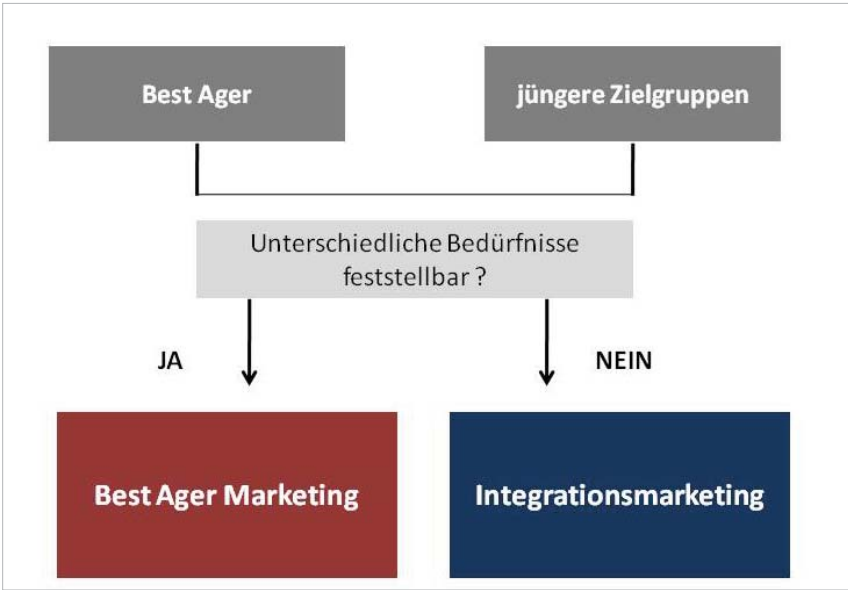 Best Ager
jüngere Zielgruppen
Unterschiedliche Bedürfnisse
feststellbar ?
JA
NEIN
Best Ager Marketing
Integrationsmarketing